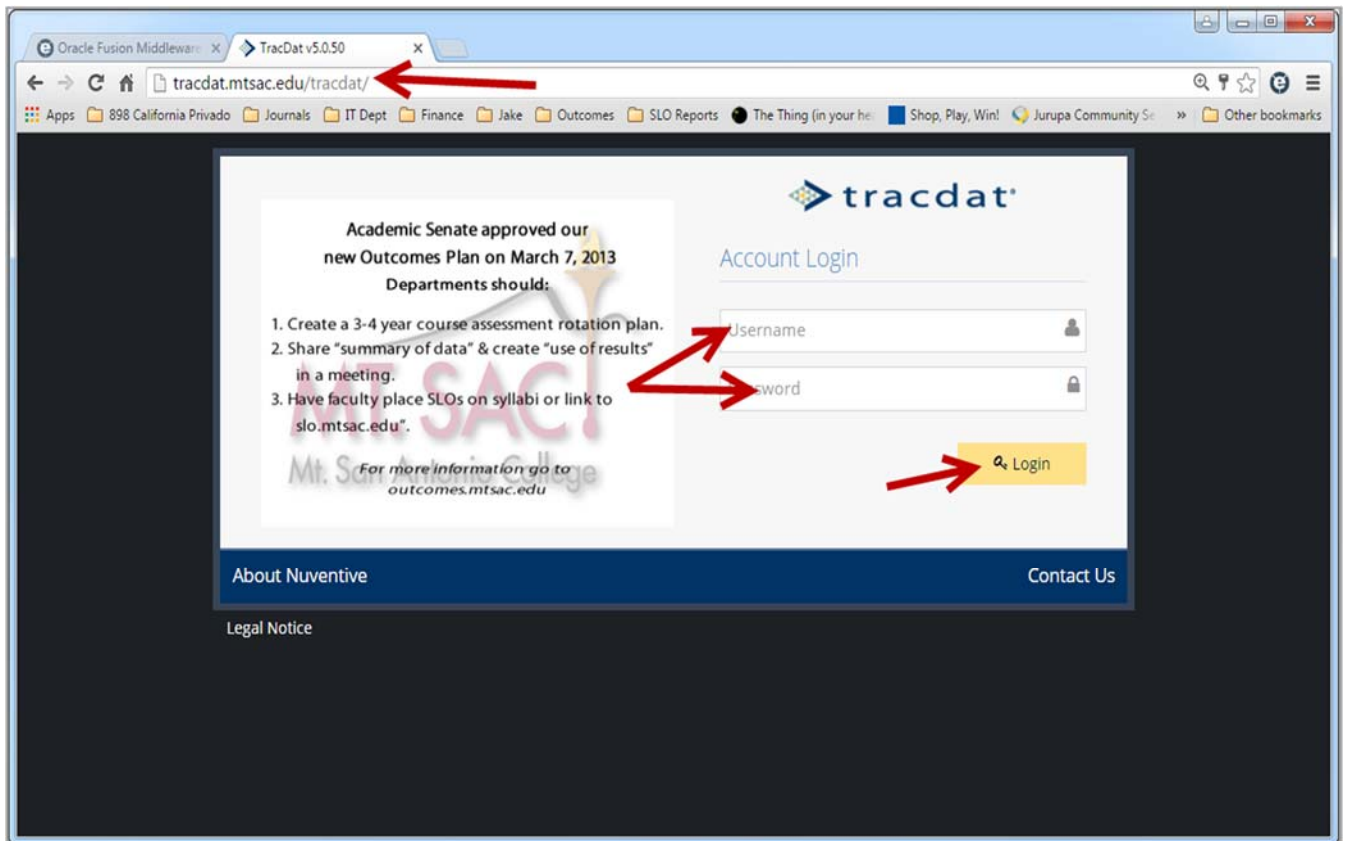 Oracle Fusion Middleware
TracDat v5.0.50
tracdat.mtsac.edu/tracdat/
Apps 898 California Privado Journals IT Dept Finance Jake Outcomes SLO Reports The Thing (in your he Shop, Play, Win! Jurupa Community Se » Other bookmarks
tracdat
Academic Senate approved our
new Outcomes Plan on March 7, 2013
Departments should:
1. Create a 3-4 year course assessment rotation plan.
2. Share “summary of data” & create “use of results”
in a meeting.
3. Have faculty place SLOs on syllabi or link to
slo.mtsac.edu”.
MT. SAC
Mt. San Antonio College
For more information go to
outcomes.mtsac.edu
Account Login
Username
Login
About Nuventive
Contact Us
Legal Notice